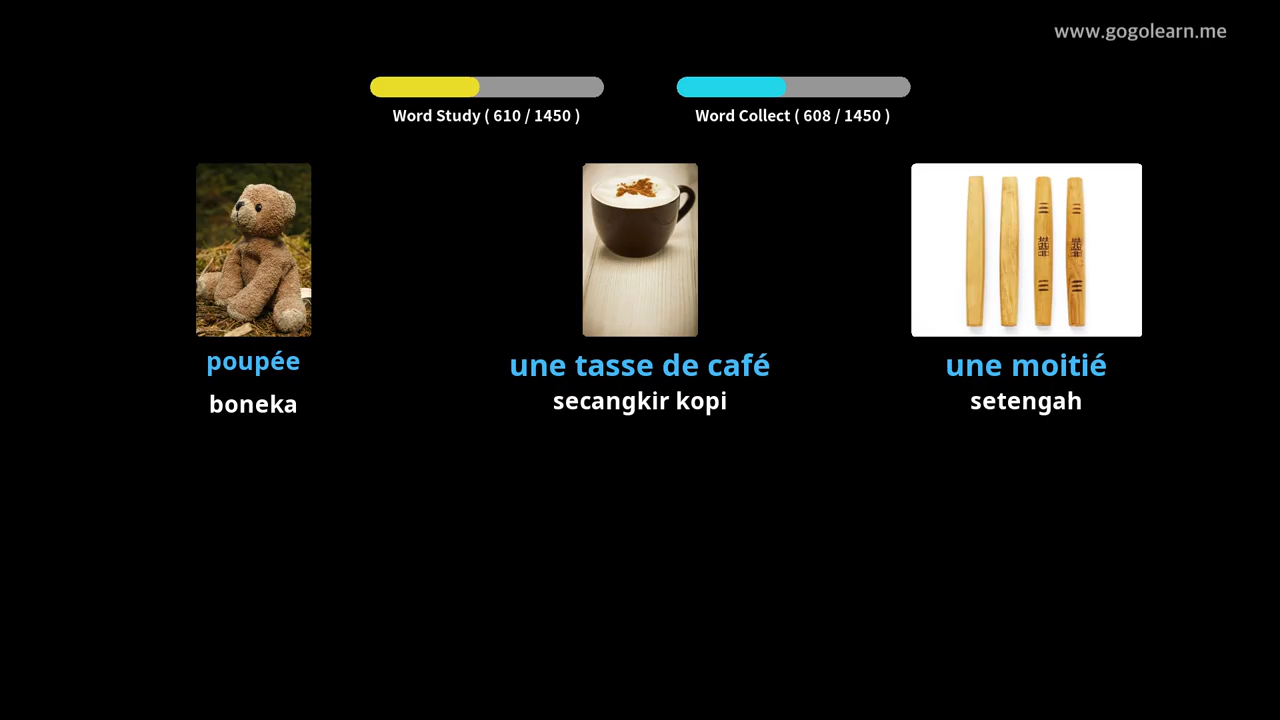 www.gogolearn.me
Word Study ( 610 / 1450 )
Word Collect ( 608 / 1450 )
poupée
boneka
une tasse de café
secangkir kopi
une moitié
setengah